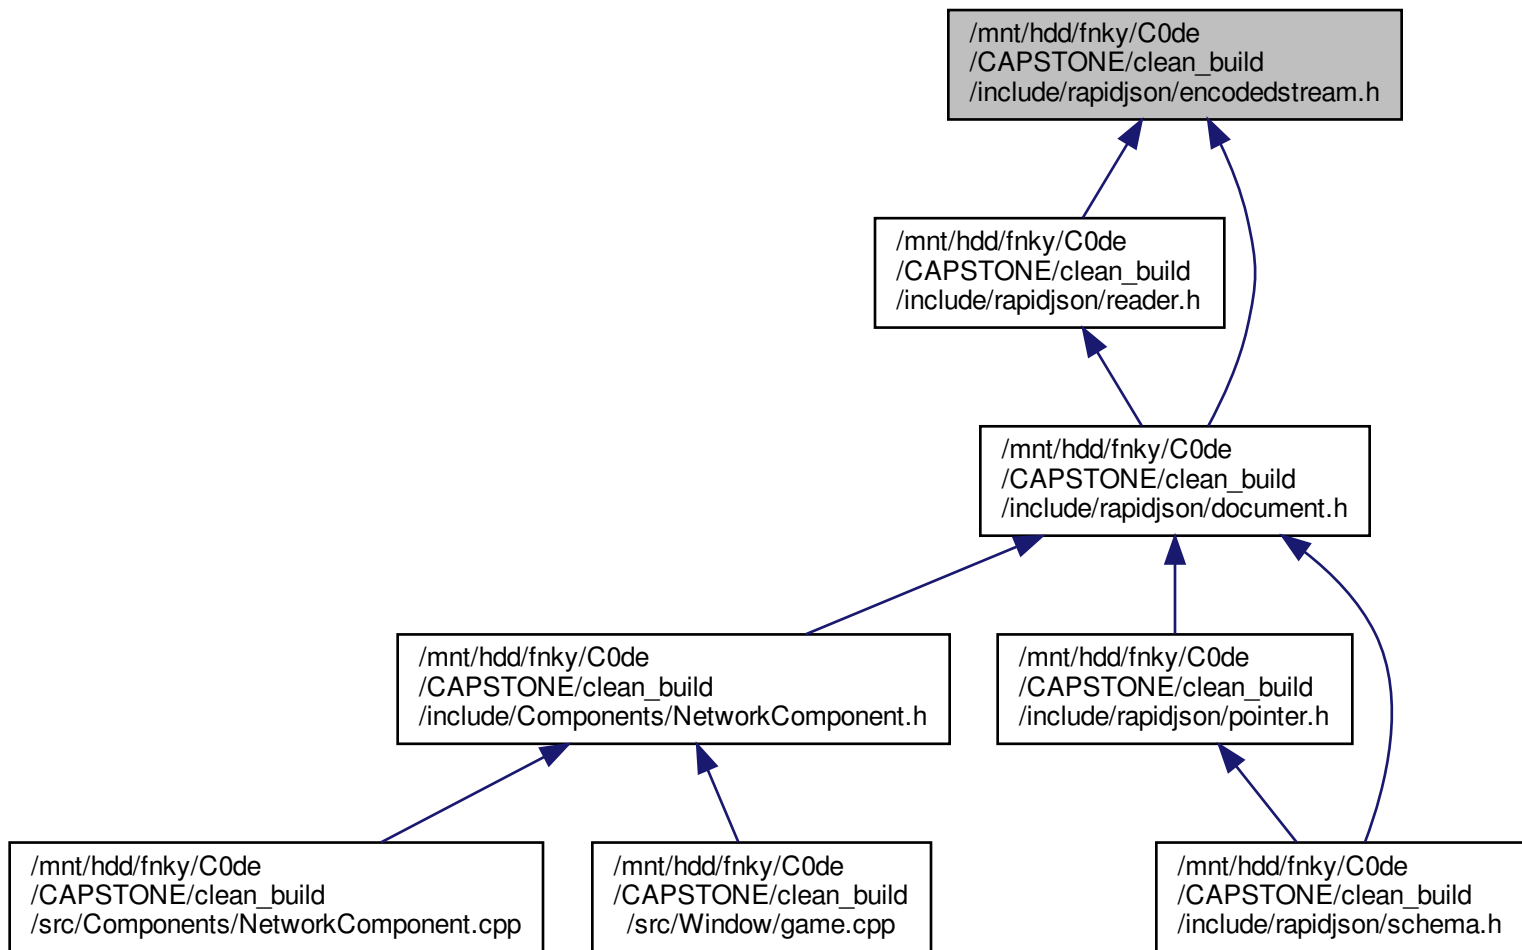 /mnt/hdd/fnky/C0de
/CAPSTONE/clean_build
/include/rapidjson/encodedstream.h
/mnt/hdd/fnky/C0de
/CAPSTONE/clean_build
/include/rapidjson/reader.h
/mnt/hdd/fnky/C0de
/CAPSTONE/clean_build
/include/rapidjson/document.h
/mnt/hdd/fnky/C0de
/CAPSTONE/clean_build
/include/Components/NetworkComponent.h
/mnt/hdd/fnky/C0de
/CAPSTONE/clean_build
/include/rapidjson/pointer.h
/mnt/hdd/fnky/C0de
/CAPSTONE/clean_build
/src/Components/NetworkComponent.cpp
/mnt/hdd/fnky/C0de
/CAPSTONE/clean_build
/src/Window/game.cpp
/mnt/hdd/fnky/C0de
/CAPSTONE/clean_build
/include/rapidjson/schema.h